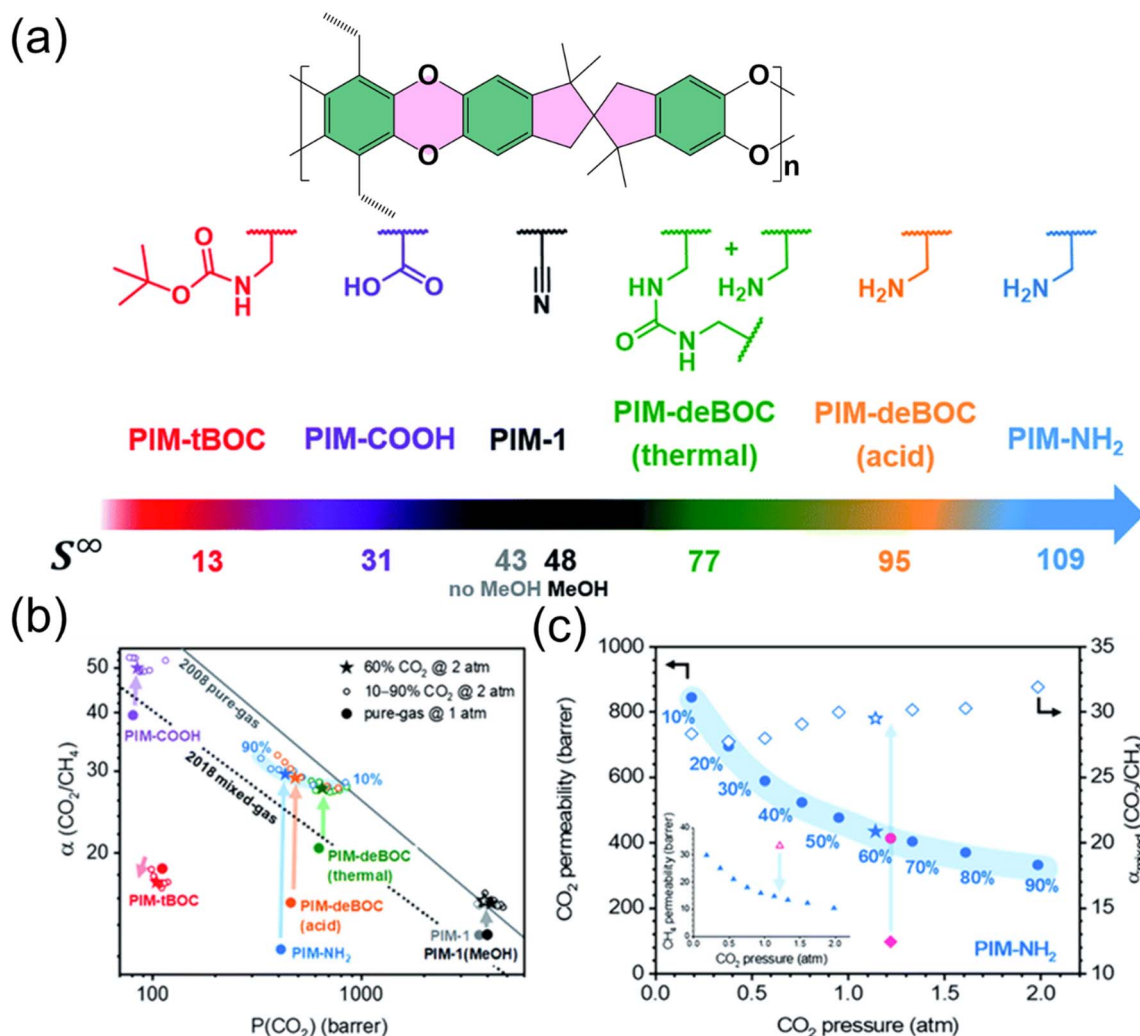 (a)
O
O
O
O
n
O
O
N
H
HO
O
N
NH
O
N
H
+
H₂N
H₂N
H₂N
PIM-tBOC
PIM-COOH
PIM-1
PIM-deBOC
(thermal)
PIM-deBOC
(acid)
PIM-NH₂
S∞
13
31
43
48
77
95
109
no MeOH
MeOH
(b)
α (CO₂/CH₄)
50
40
30
20
100
1000
P(CO₂) (barrer)
2008 pure-gas
2018 mixed-gas
★ 60% CO₂ @ 2 atm
○ 10–90% CO₂ @ 2 atm
● pure-gas @ 1 atm
PIM-COOH
90%
10%
PIM-tBOC
PIM-deBOC
(thermal)
PIM-deBOC
(acid)
PIM-NH₂
PIM-1
PIM-1(MeOH)
(c)
CO₂ permeability (barrer)
1000
800
600
400
200
0
0.0
0.4
0.8
1.2
1.6
2.0
CO₂ pressure (atm)
35
30
25
20
15
10
αmixed (CO₂/CH₄)
10%
20%
30%
40%
50%
60%
70%
80%
90%
PIM-NH₂
CH₄ permeability (barrer)
40
30
20
10
0
0.0
0.5
1.0
1.5
2.0
CO₂ pressure (atm)